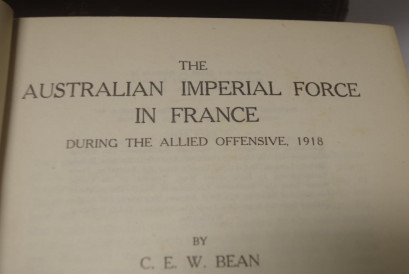 THE
AUSTRALIAN IMPERIAL FORCE
IN FRANCE
DURING THE ALLIED OFFENSIVE, 1918
BY
C. E. W. BEAN